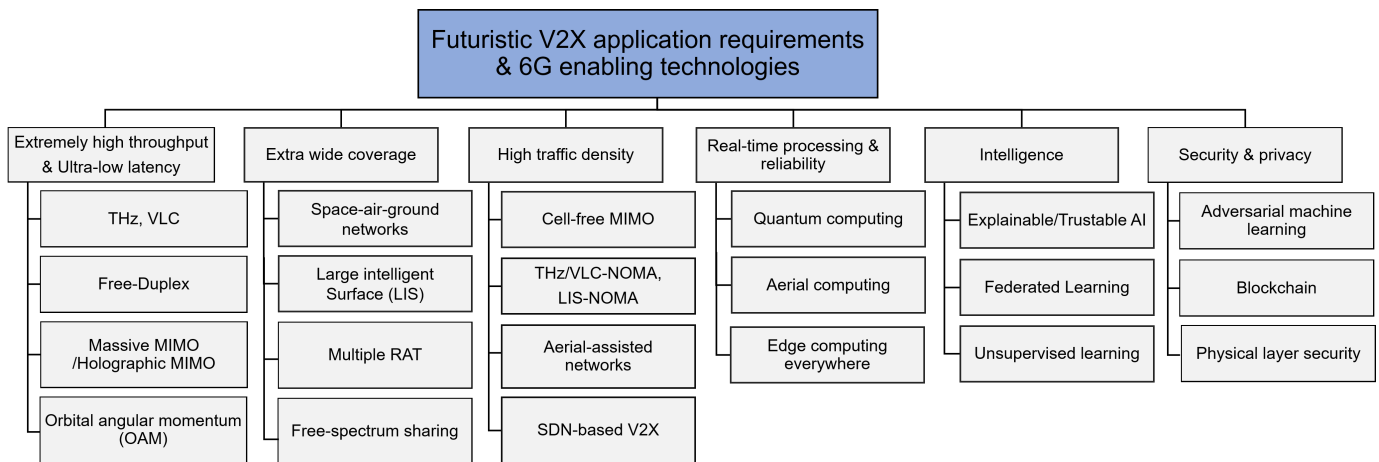 Futuristic V2X application requirements
& 6G enabling technologies
Extremely high throughput
& Ultra-low latency
THz, VLC
Free-Duplex
Massive MIMO
/Holographic MIMO
Orbital angular momentum
(OAM)
Extra wide coverage
Space-air-ground
networks
Large intelligent
Surface (LIS)
Multiple RAT
Free-spectrum sharing
High traffic density
Cell-free MIMO
THz/VLC-NOMA,
LIS-NOMA
Aerial-assisted
networks
SDN-based V2X
Real-time processing &
reliability
Quantum computing
Aerial computing
Edge computing
everywhere
Intelligence
Explainable/Trustable AI
Federated Learning
Unsupervised learning
Security & privacy
Adversarial machine
learning
Blockchain
Physical layer security